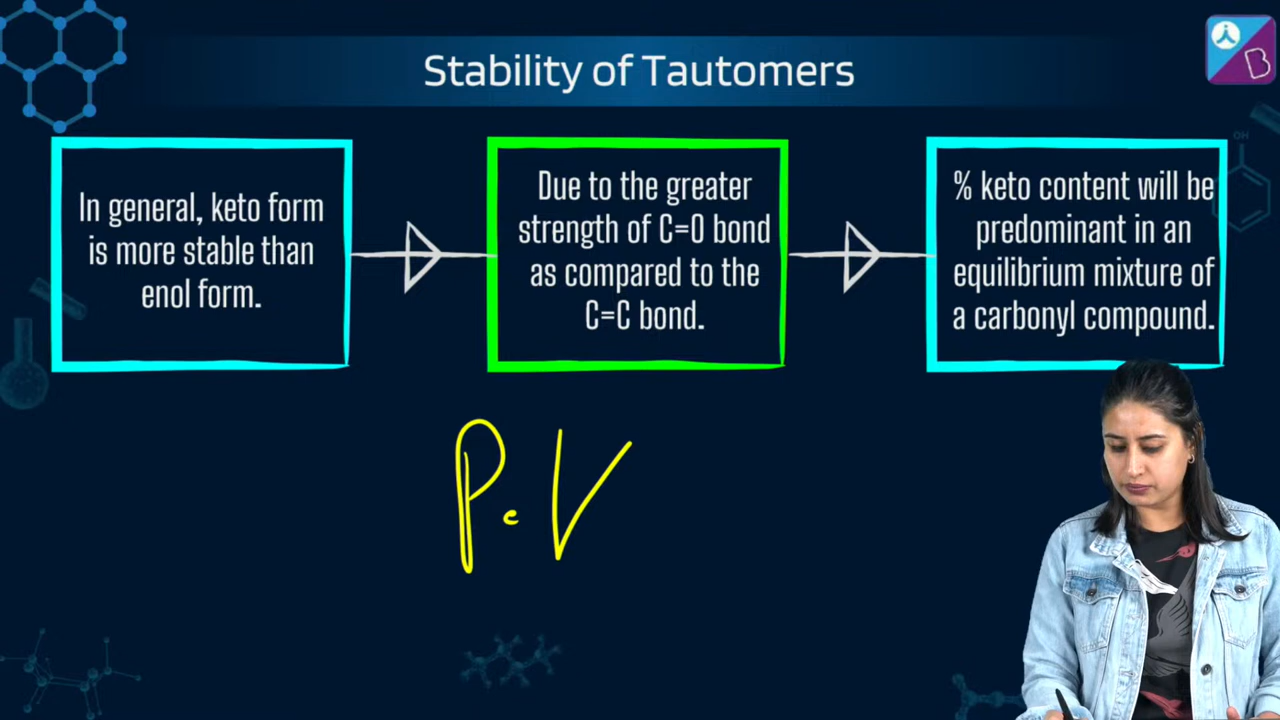 Stability of Tautomers
In general, keto form
is more stable than
enol form.
Due to the greater
strength of C=O bond
as compared to the
C=C bond.
% keto content will be
predominant in an
equilibrium mixture of
a carbonyl compound.
OH
P. V
B